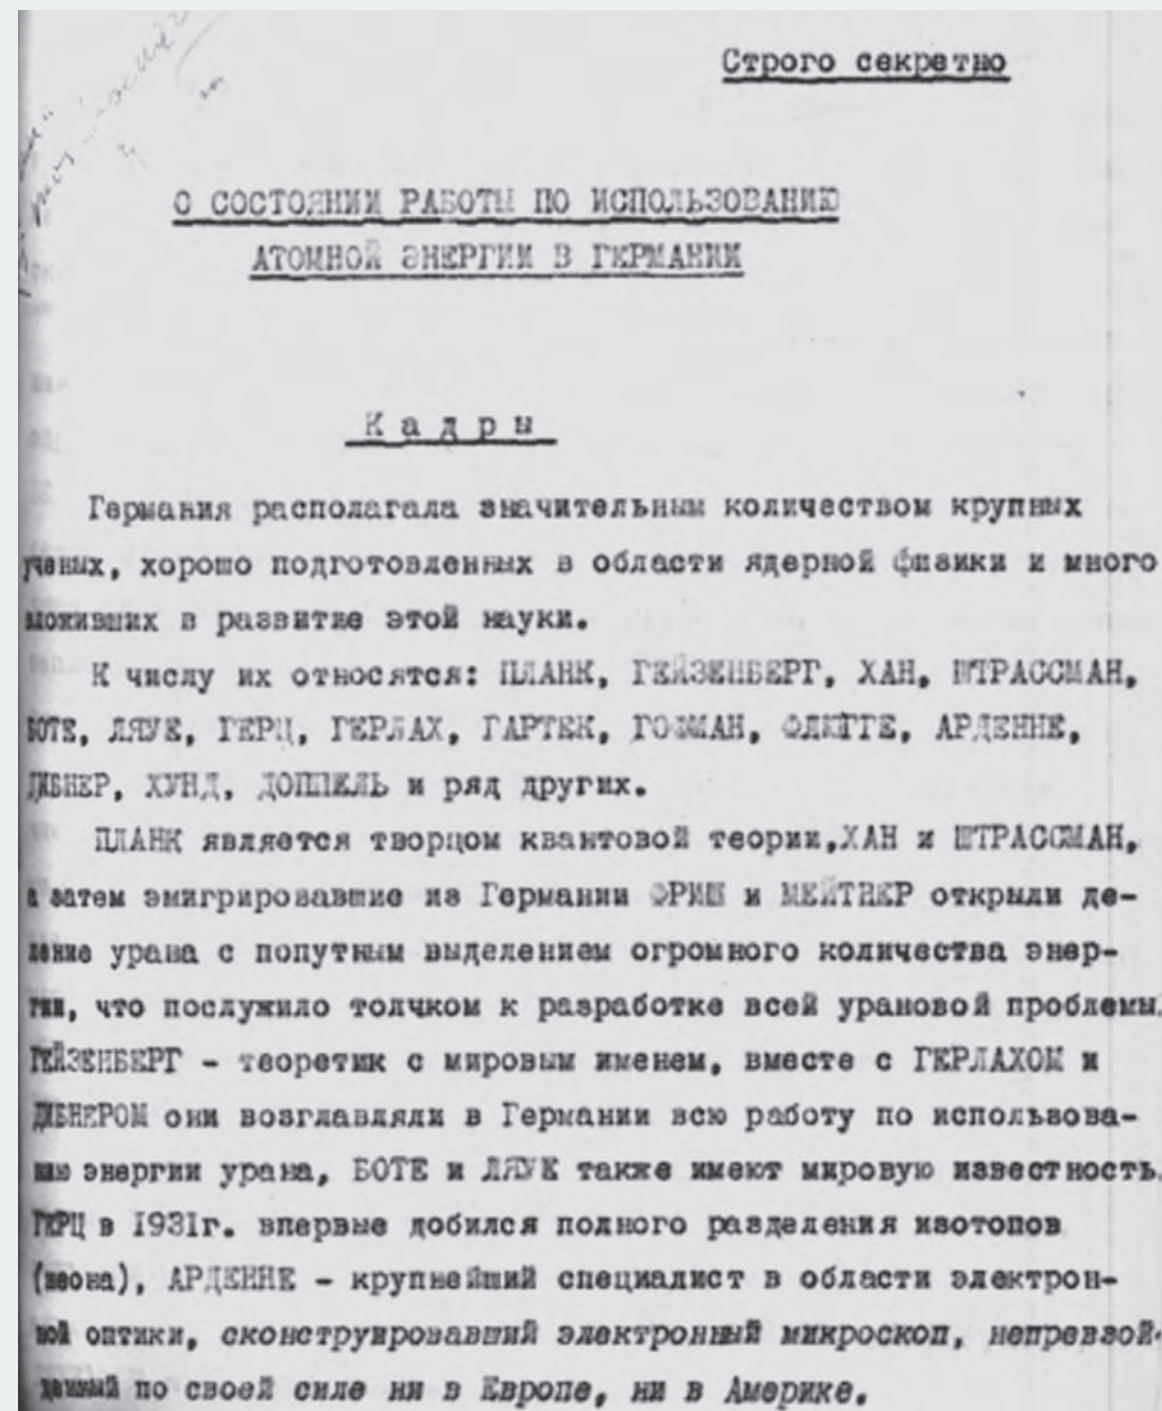 Строго секретно
О СОСТОЯНИИ РАБОТЫ ПО ИСПОЛЬЗОВАНИЮ
АТОМНОЙ ЭНЕРГИИ В ГЕРМАНИИ
К а д р ы
Германия располагала значительным количеством крупных
ученых, хорошо подготовленных в области ядерной физики и много
вложивших в развитие этой науки.
К числу их относятся: ПЛАНК, ГЕЙЗЕНБЕРГ, ХАН, ШТРАССМАН,
БОТЕ, ЛЯУЕ, ГЕРЦ, ГЕРЛАХ, ГАРТЕК, ГОФМАН, ФЛЮГГЕ, АРДЕННЕ,
ДИБНЕР, ХУНД, ДОППЕЛЬ и ряд других.
ПЛАНК является творцом квантовой теории, ХАН и ШТРАССМАН,
а затем эмигрировавшие из Германии ФРИШ и МЕЙТНЕР открыли де-
ление урана с попутным выделением огромного количества энер-
гии, что послужило толчком к разработке всей урановой проблемы.
ГЕЙЗЕНБЕРГ - теоретик с мировым именем, вместе с ГЕРЛАХОМ и
ДИБНЕРОМ они возглавляли в Германии всю работу по использова-
нию энергии урана, БОТЕ и ЛЯУЕ также имеют мировую известность.
ГЕРЦ в 1931г. впервые добился полного разделения изотопов
(неона), АРДЕННЕ - крупнейший специалист в области электрон-
ной оптики, сконструировавший электронный микроскоп, непревзой-
денный по своей силе ни в Европе, ни в Америке.